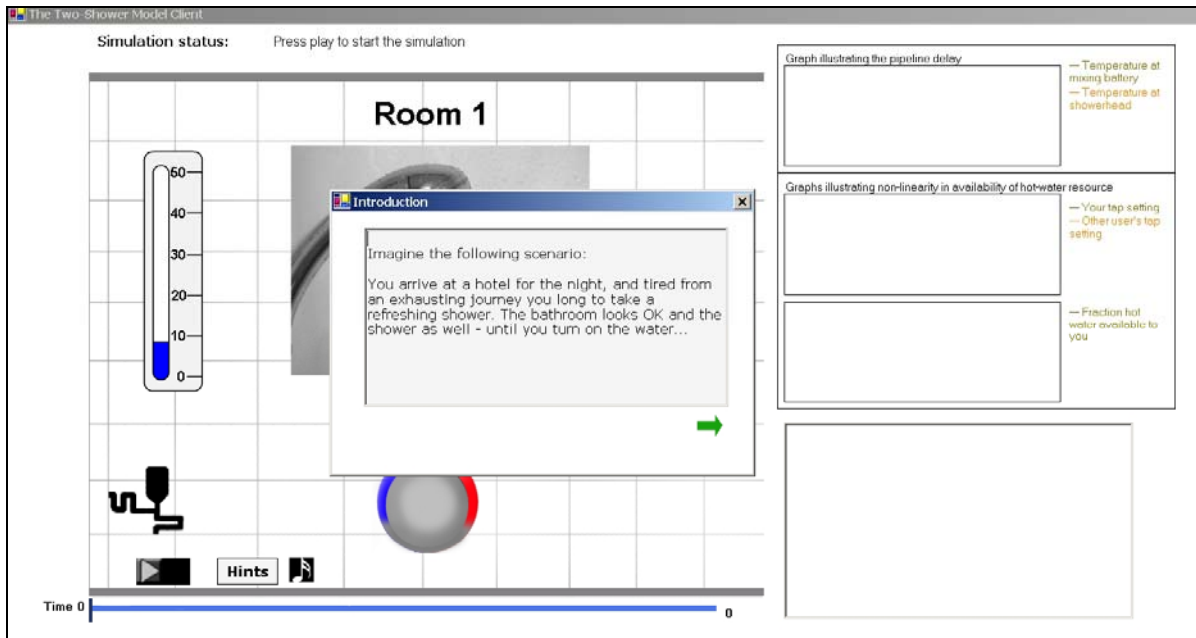 The Two-Shower Model Client
Simulation status: Press play to start the simulation
Room 1
50
40
30
20
10
0
Introduction
Imagine the following scenario:
You arrive at a hotel for the night, and tired from
an exhausting journey you long to take a
refreshing shower. The bathroom looks OK and the
shower as well - until you turn on the water...
Hints
Time 0
0
Graph illustrating the pipeline delay
Temperature at
mixing battery
Temperature at
showerhead
Graphs illustrating non-linearity in availability of hot-water resource
Your tap setting
Other user's tap
setting
Fraction hot
water available to
you